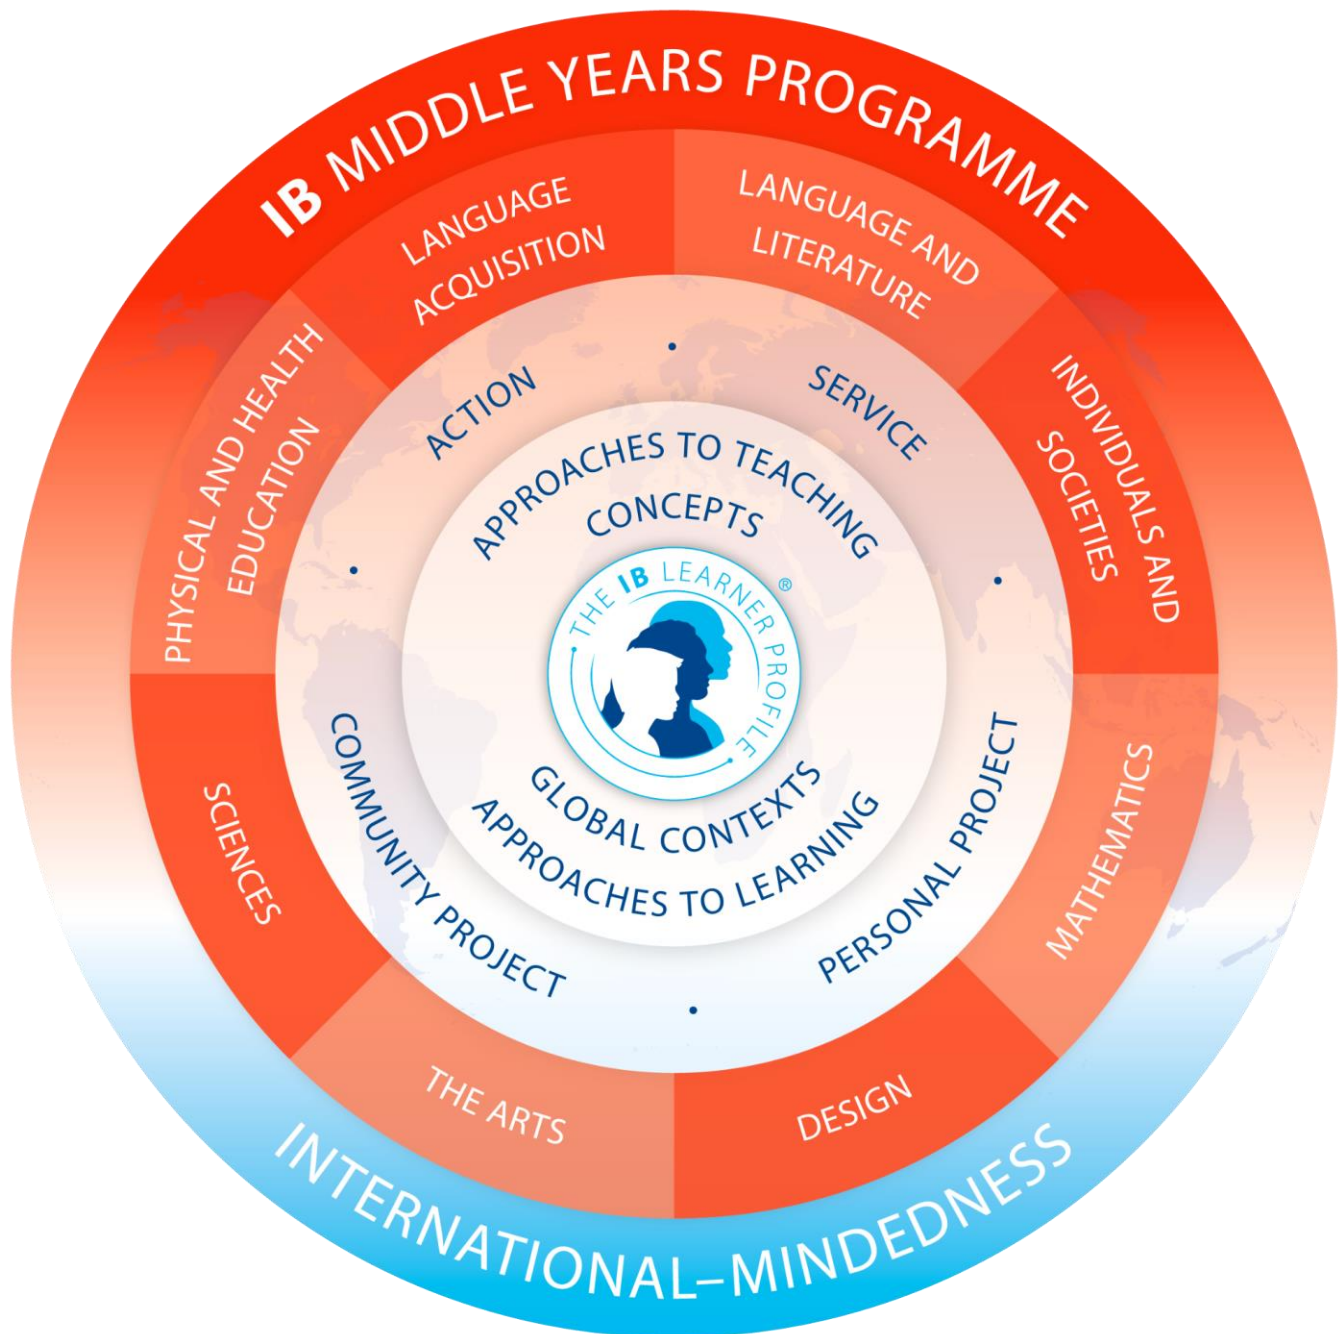 IB MIDDLE YEARS PROGRAMME
LANGUAGE
ACQUISITION
LANGUAGE AND
LITERATURE
INDIVIDUALS AND
SOCIETIES
MATHEMATICS
DESIGN
THE ARTS
SCIENCES
PHYSICAL AND HEALTH
EDUCATION
ACTION
SERVICE
PERSONAL PROJECT
COMMUNITY PROJECT
APPROACHES TO TEACHING
CONCEPTS
THE IB LEARNER PROFILE
®
GLOBAL CONTEXTS
APPROACHES TO LEARNING
INTERNATIONAL–MINDEDNESS